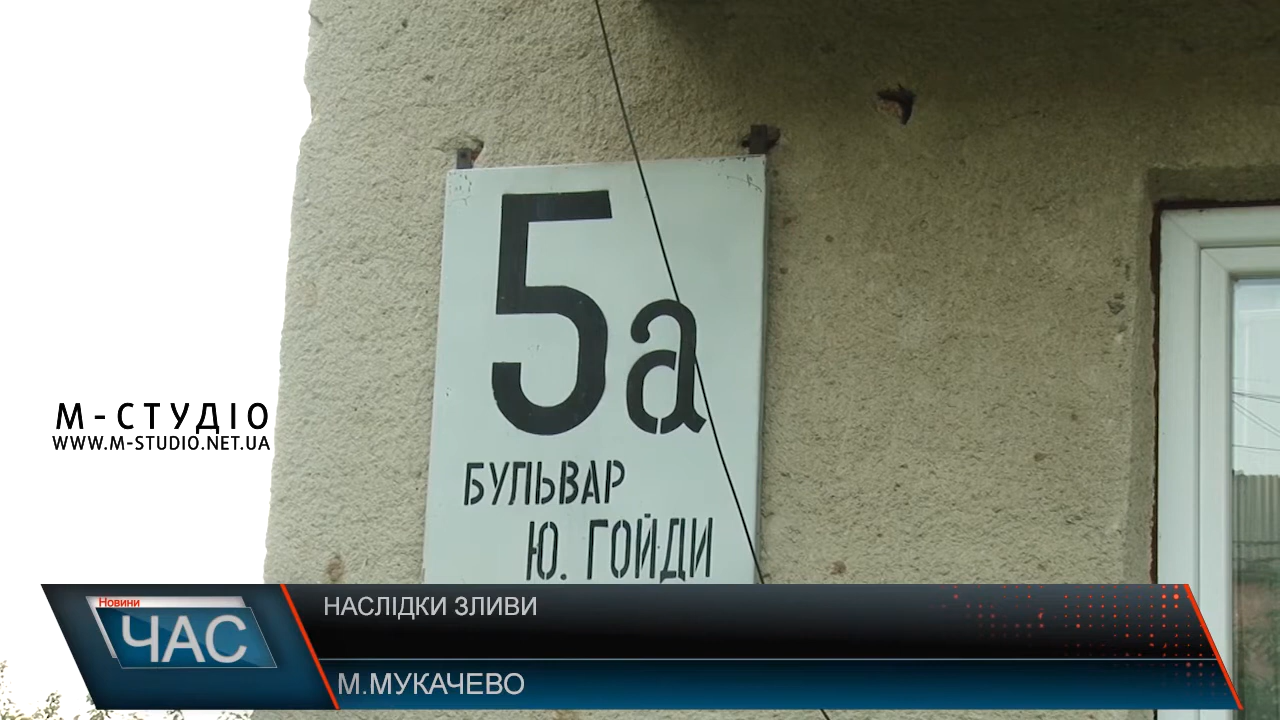 5а
БУЛЬВАР
Ю. ГОЙДИ
М-СТУДІО
WWW.M-STUDIO.NET.UA
Новини
ЧАС
НАСЛІДКИ ЗЛИВИ
М.МУКАЧЕВО